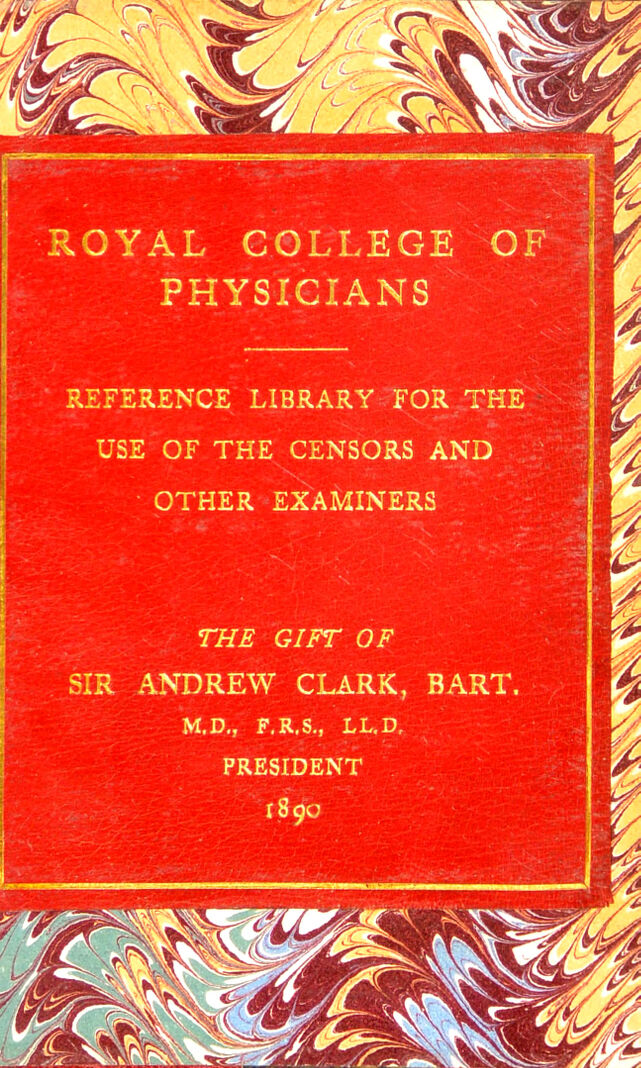 ROYAL COLLEGE OF
PHYSICIANS
REFERENCE LIBRARY FOR THE
USE OF THE CENSORS AND
OTHER EXAMINERS
THE GIFT OF
SIR ANDREW CLARK, BART.
M.D., F.R.S., LL.D.
PRESIDENT
1890